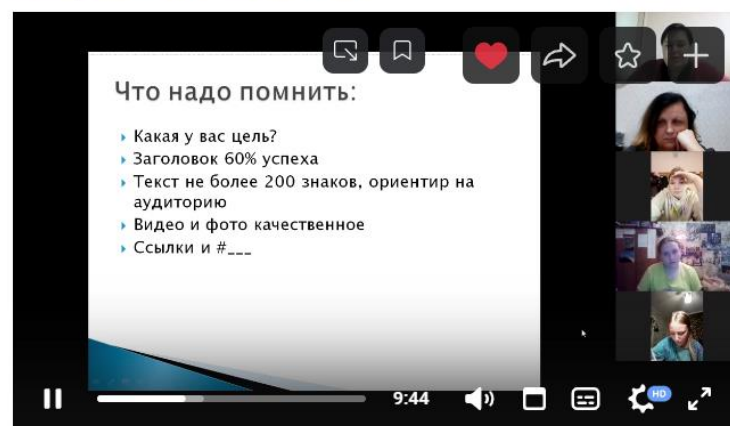 Что надо помнить:
Какая у вас цель?
Заголовок 60% успеха
Текст не более 200 знаков, ориентир на
аудиторию
Видео и фото качественное
Ссылки и #___
9:44
HD